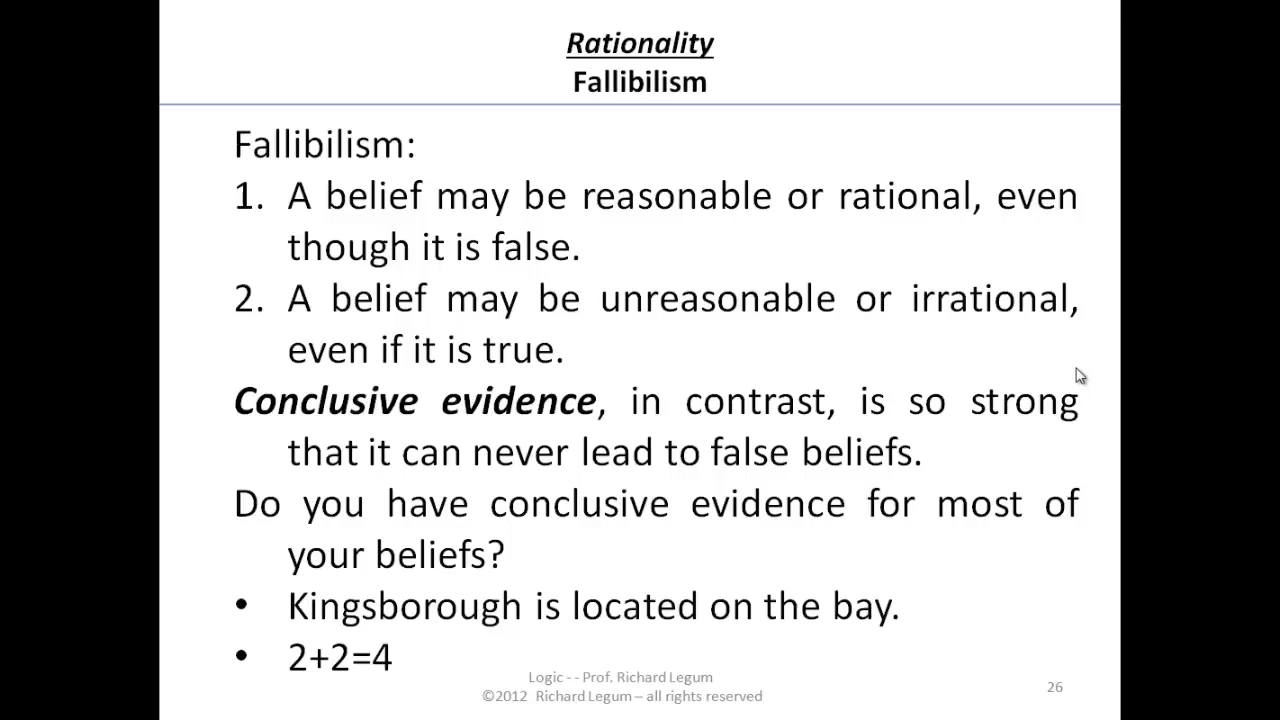 Rationality
Fallibilism
Fallibilism:
1. A belief may be reasonable or rational, even
though it is false.
2. A belief may be unreasonable or irrational,
even if it is true.
Conclusive evidence, in contrast, is so strong
that it can never lead to false beliefs.
Do you have conclusive evidence for most of
your beliefs?
• Kingsborough is located on the bay.
• 2+2=4
Logic - - Prof. Richard Legum
©2012 Richard Legum – all rights reserved
26